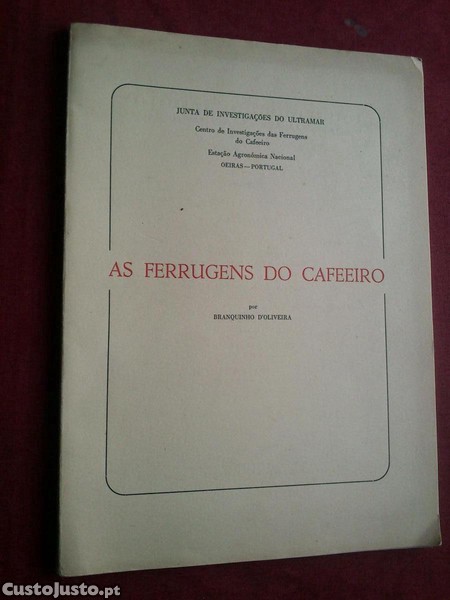 JUNTA DE INVESTIGAÇÕES DO ULTRAMAR
Centro de Investigações das Ferrugens
do Cafeeiro
Estação Agronómica Nacional
OEIRAS—PORTUGAL
AS FERRUGENS DO CAFEEIRO
por
BRANQUINHO D'OLIVEIRA
CustoJusto.pt